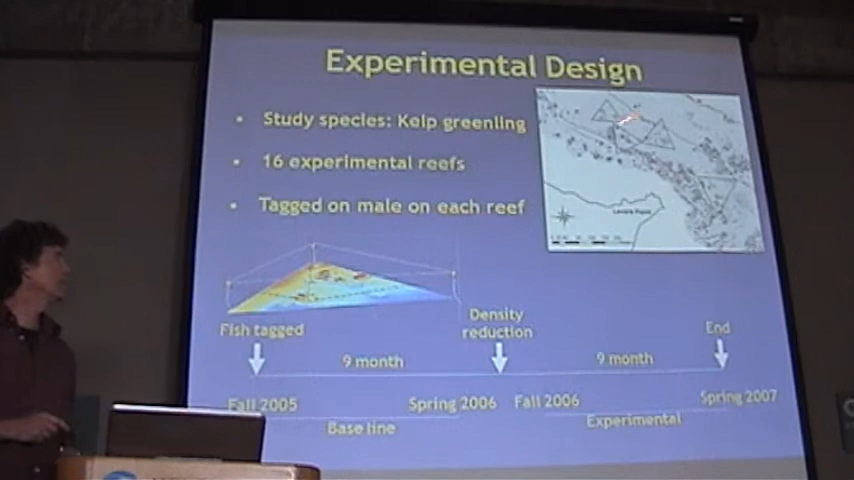 Experimental Design
• Study species: Kelp greenling
• 16 experimental reefs
• Tagged on male on each reef
Fish tagged
Density
reduction
End
9 month
9 month
Fall 2005
Spring 2006
Fall 2006
Spring 2007
Base line
Experimental